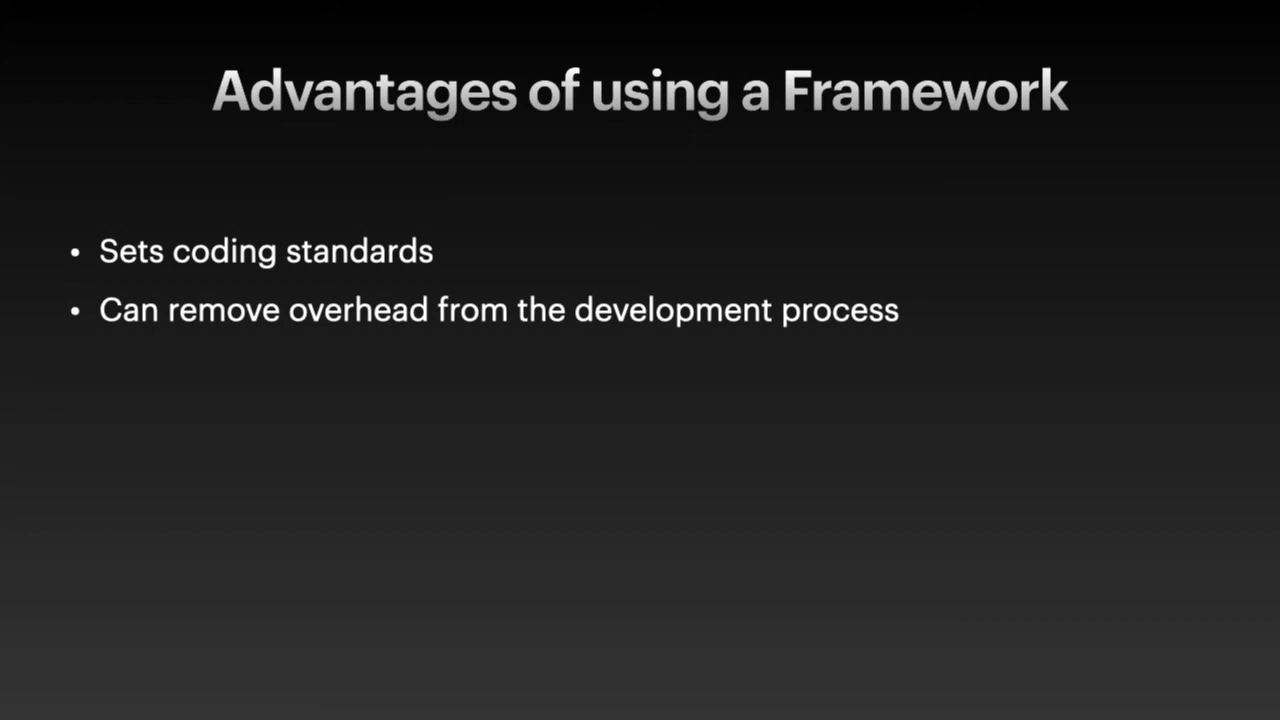 Advantages of using a Framework
• Sets coding standards
• Can remove overhead from the development process